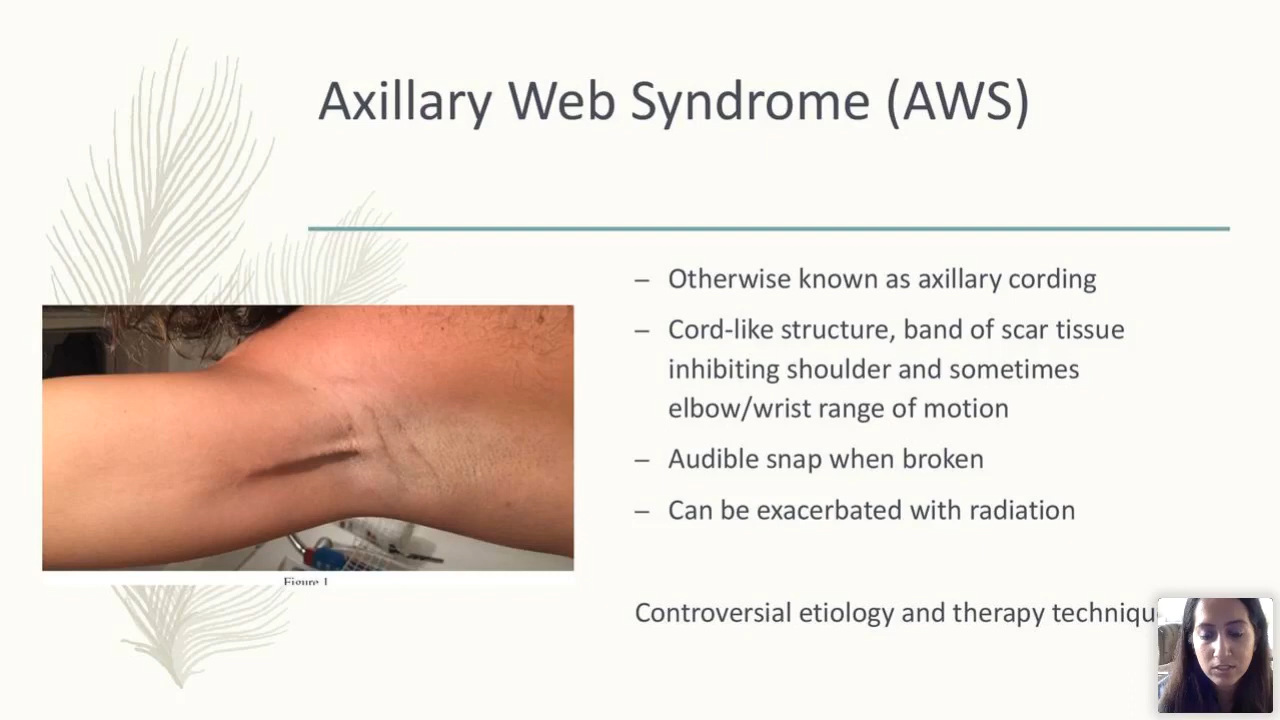 Axillary Web Syndrome (AWS)
– Otherwise known as axillary cording
– Cord-like structure, band of scar tissue
inhibiting shoulder and sometimes
elbow/wrist range of motion
– Audible snap when broken
– Can be exacerbated with radiation
Figure 1
Controversial etiology and therapy techniqu